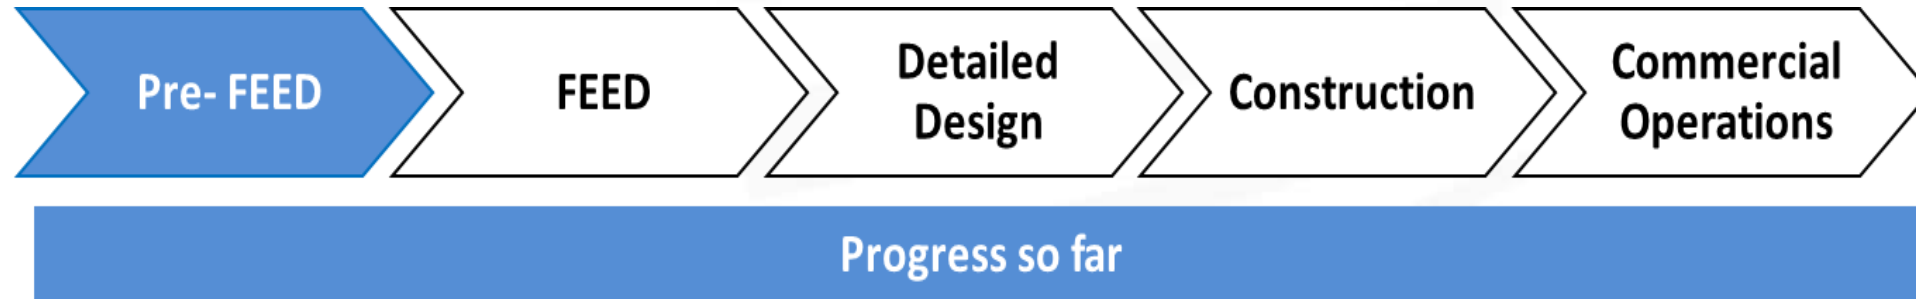 Pre- FEED
FEED
Detailed
Design
Construction
Commercial
Operations
Progress so far